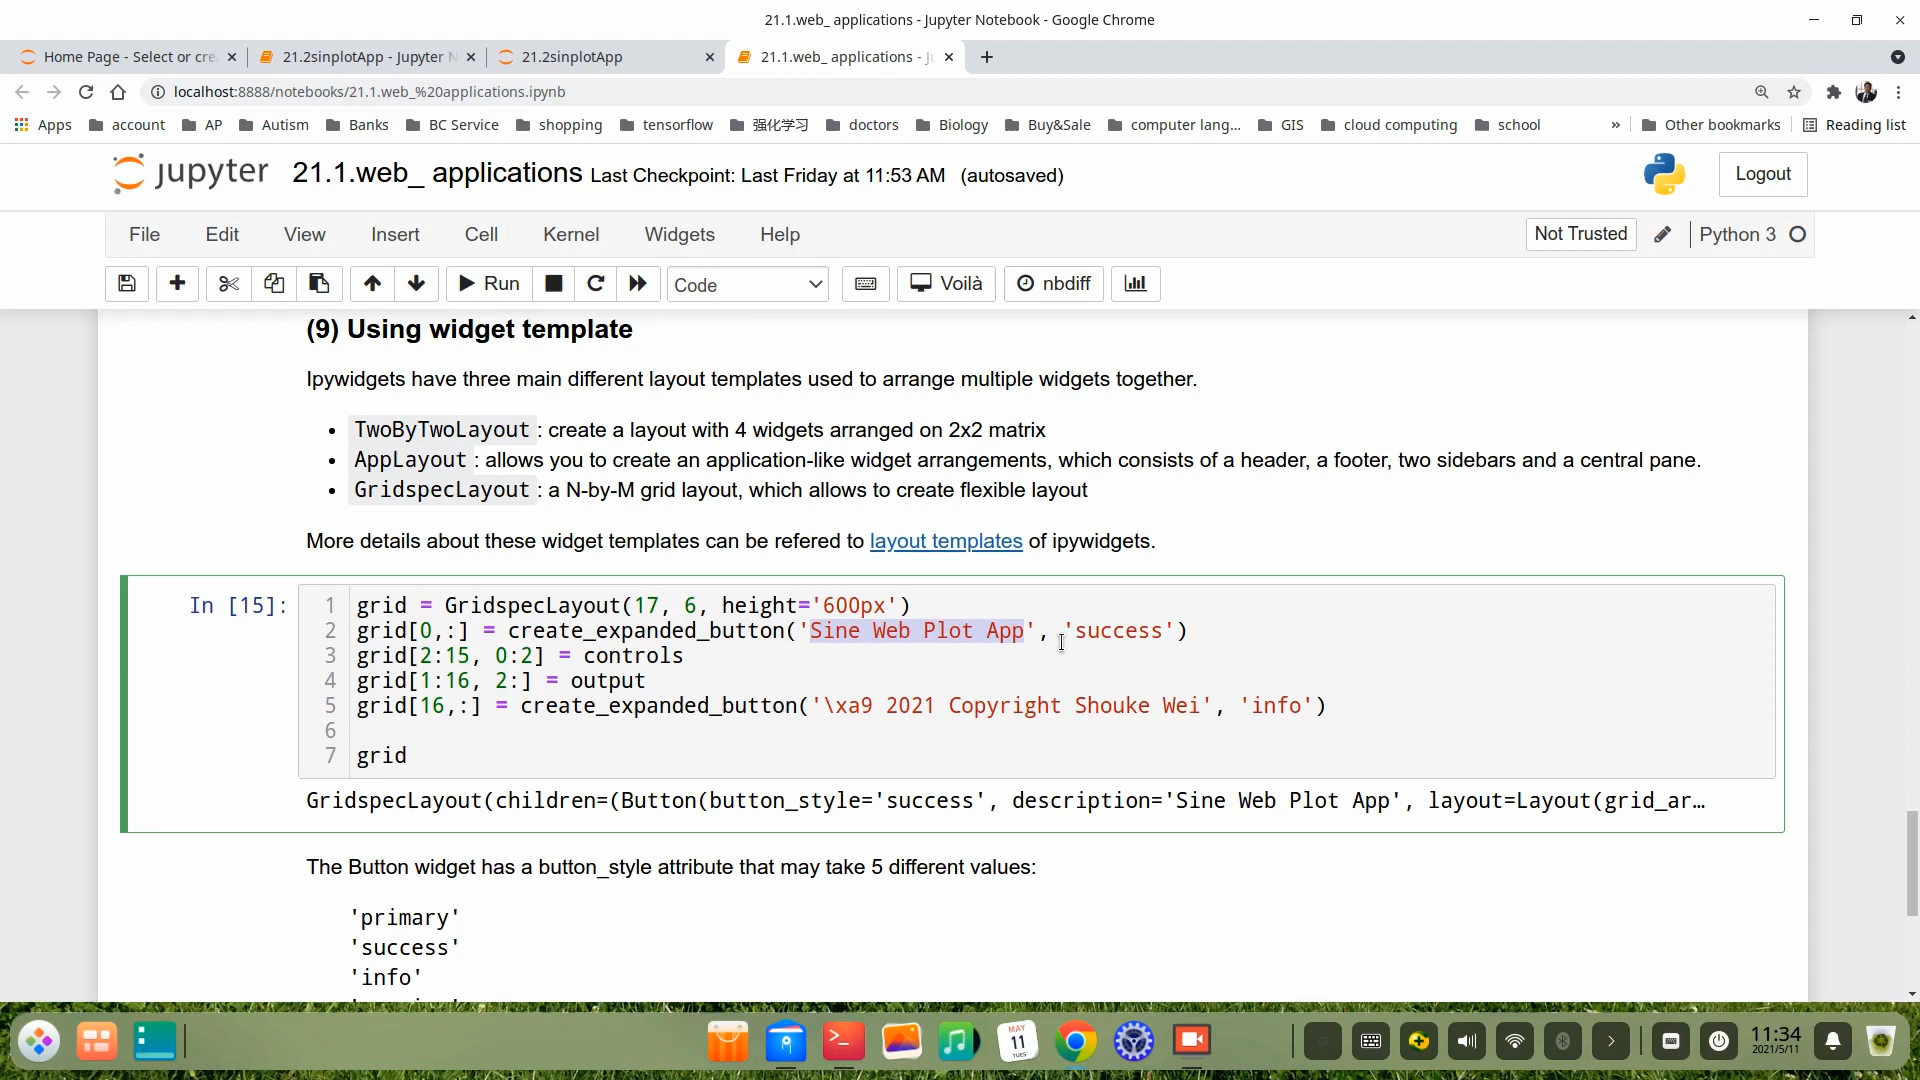 21.1.web_ applications - Jupyter Notebook - Google Chrome
Home Page - Select or cre
21.2sinplotApp - Jupyter N
21.2sinplotApp
21.1.web_ applications - J
localhost:8888/notebooks/21.1.web_%20applications.ipynb
Apps account AP Autism Banks BC Service shopping tensorflow 强化学习 doctors Biology Buy&Sale computer lang... GIS cloud computing school » Other bookmarks Reading list
jupyter 21.1.web_ applications Last Checkpoint: Last Friday at 11:53 AM (autosaved) Logout
File Edit View Insert Cell Kernel Widgets Help Not Trusted Python 3
Run Code Voilà nbdiff
(9) Using widget template
Ipywidgets have three main different layout templates used to arrange multiple widgets together.
• TwoByTwoLayout : create a layout with 4 widgets arranged on 2x2 matrix
• AppLayout : allows you to create an application-like widget arrangements, which consists of a header, a footer, two sidebars and a central pane.
• GridspecLayout : a N-by-M grid layout, which allows to create flexible layout
More details about these widget templates can be refered to layout templates of ipywidgets.
In [15]: 1 grid = GridspecLayout(17, 6, height='600px')
2 grid[0,:] = create_expanded_button('Sine Web Plot App', 'success')
3 grid[2:15, 0:2] = controls
4 grid[1:16, 2:] = output
5 grid[16,:] = create_expanded_button('\xa9 2021 Copyright Shouke Wei', 'info')
6
7 grid
GridspecLayout(children=(Button(button_style='success', description='Sine Web Plot App', layout=Layout(grid_ar…
The Button widget has a button_style attribute that may take 5 different values:
'primary'
'success'
'info'
MAY
11
TUES
11:34
2021/5/11